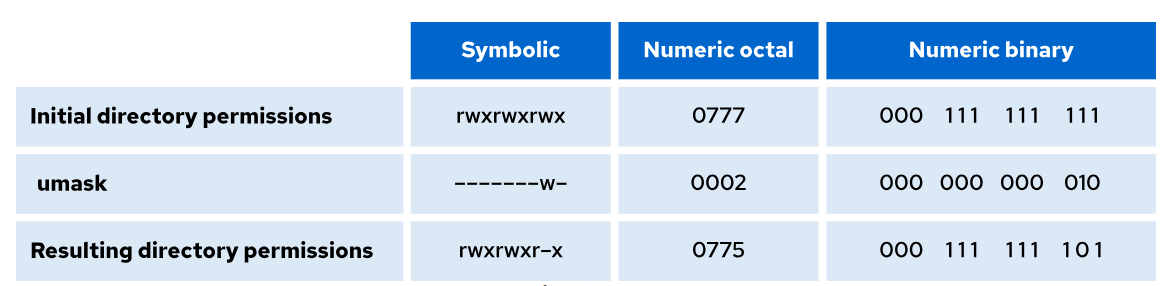 Symbolic Numeric octal Numeric binary
Initial directory permissions rwxrwxrwx 0777 000 111 111 111
umask −−−−−−−w− 0002 000 000 000 010
Resulting directory permissions rwxrwxr−x 0775 000 111 111 101